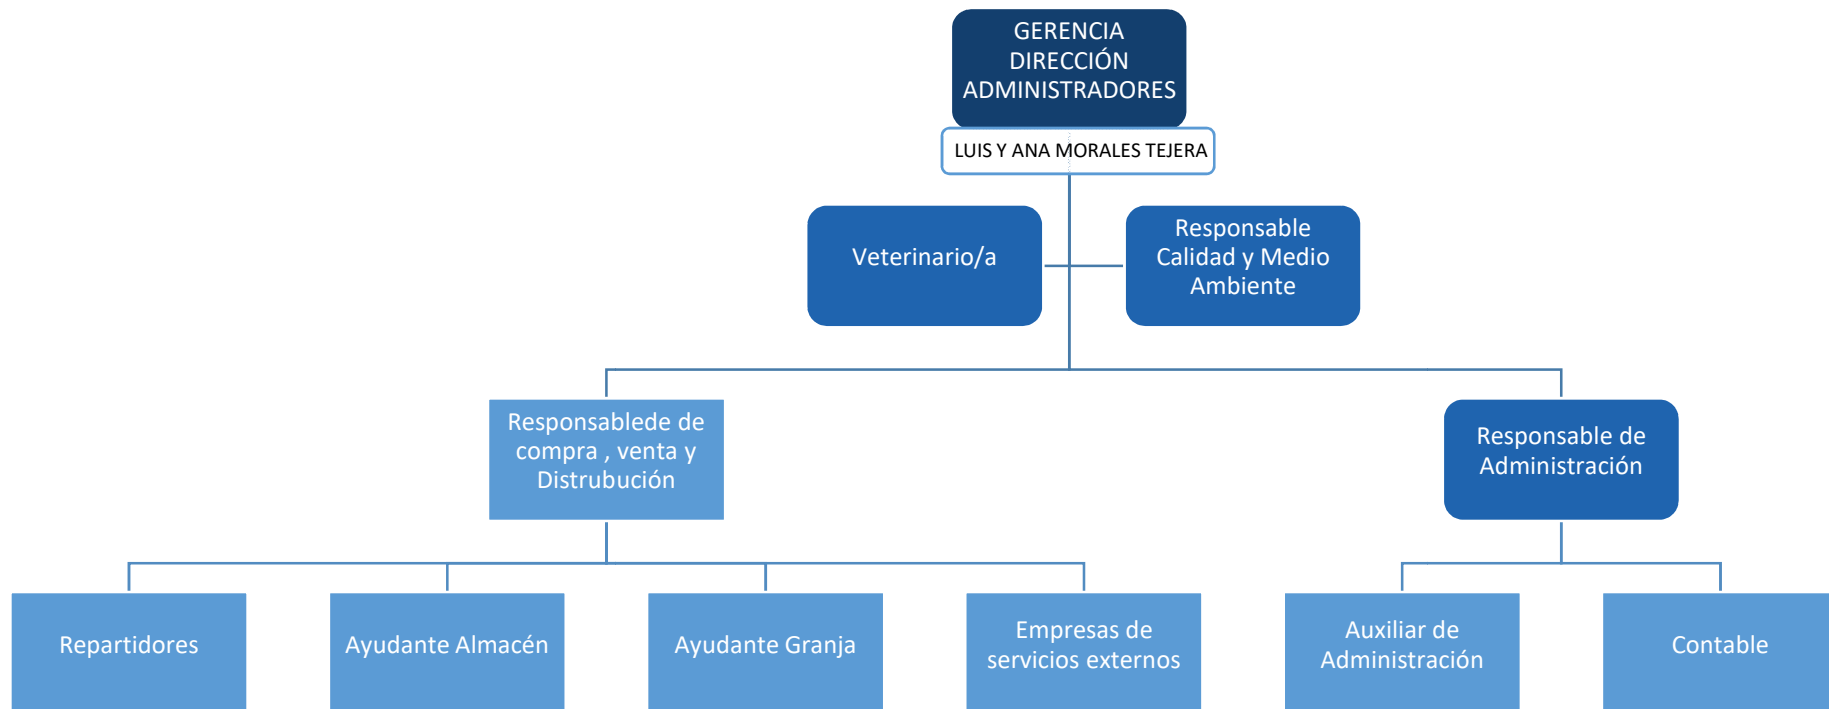 GERENCIA
DIRECCIÓN
ADMINISTRADORES
LUIS Y ANA MORALES TEJERA
Veterinario/a
Responsable
Calidad y Medio
Ambiente
Responsablede de
compra , venta y
Distrubución
Responsable de
Administración
Repartidores
Ayudante Almacén
Ayudante Granja
Empresas de
servicios externos
Auxiliar de
Administración
Contable